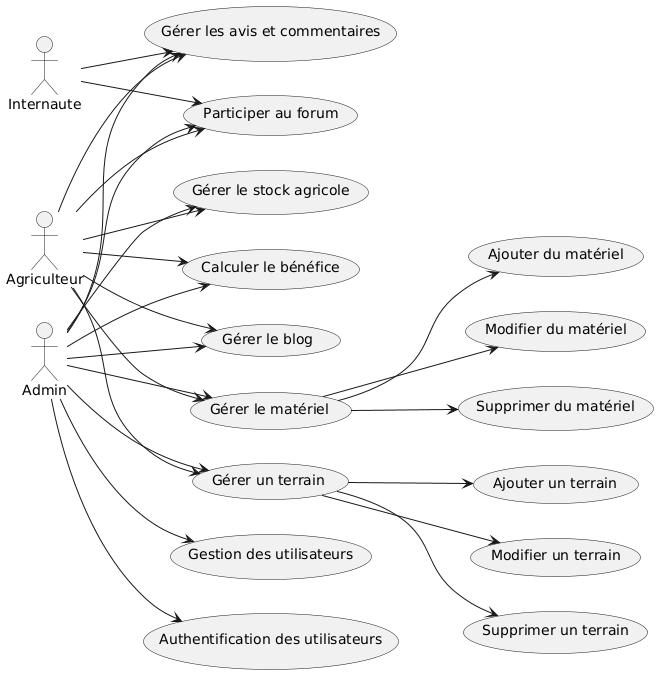 Gérer les avis et commentaires
Internaute
Participer au forum
Gérer le stock agricole
Agriculteur
Calculer le bénéfice
Ajouter du matériel
Modifier du matériel
Gérer le blog
Admin
Gérer le matériel
Supprimer du matériel
Gérer un terrain
Ajouter un terrain
Gestion des utilisateurs
Modifier un terrain
Authentification des utilisateurs
Supprimer un terrain